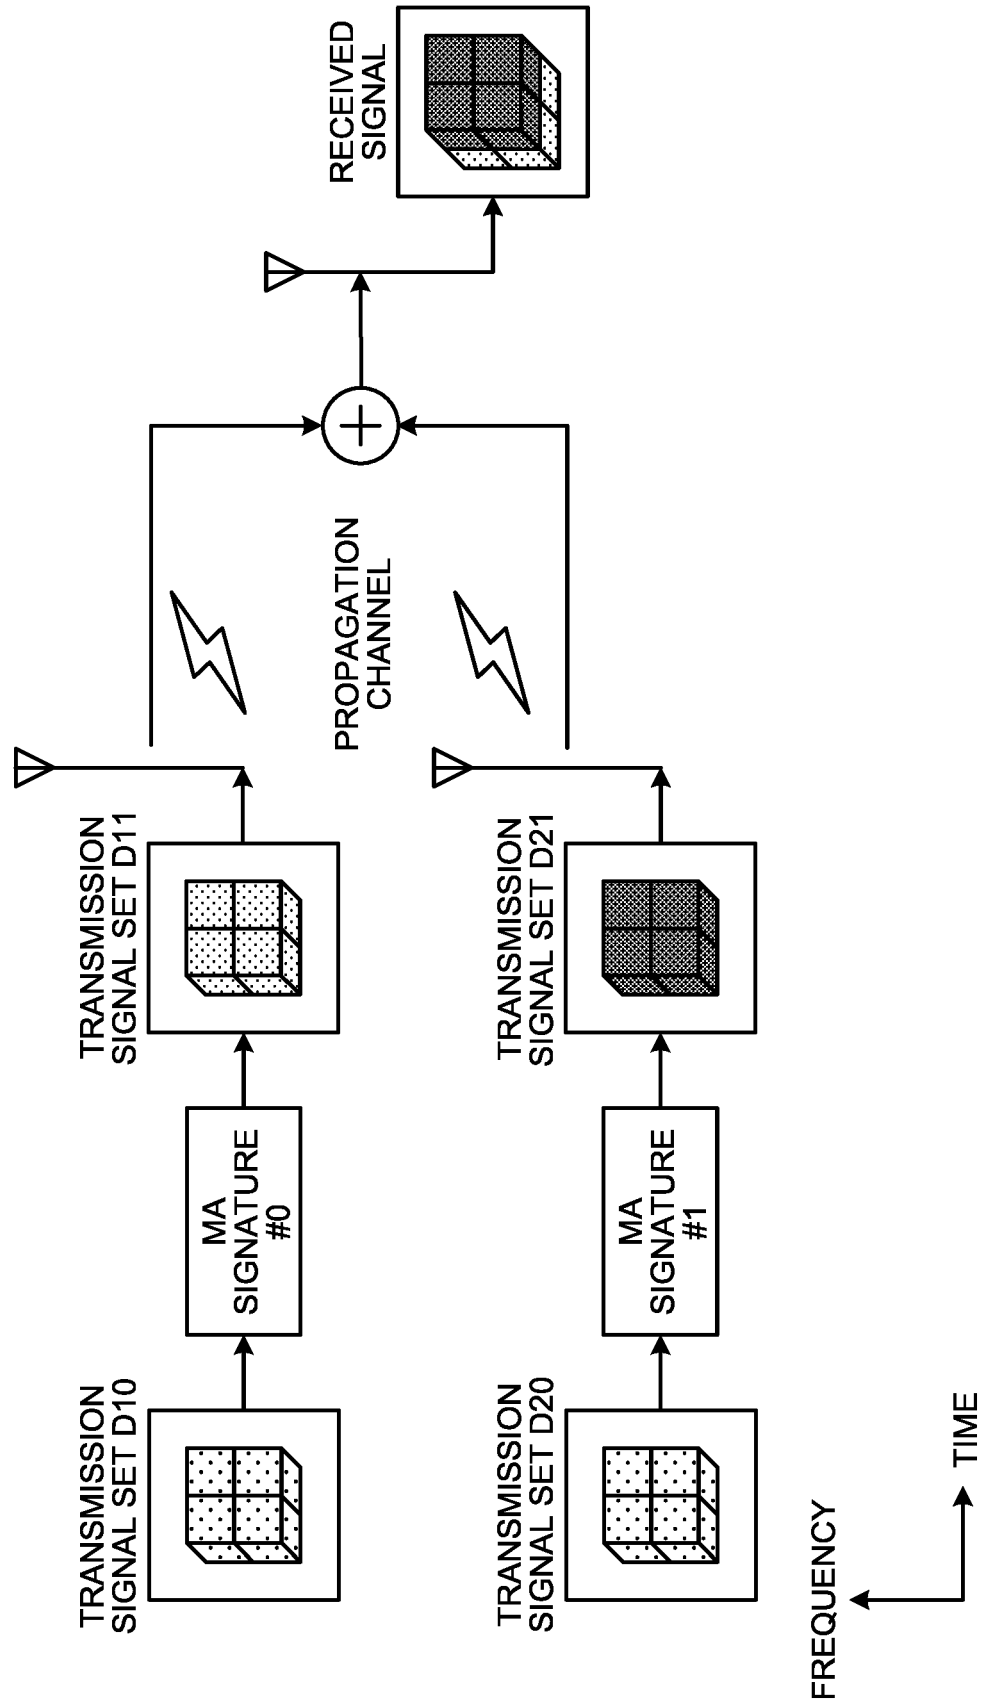 TRANSMISSION
SIGNAL SET D10
MA
SIGNATURE
#0
TRANSMISSION
SIGNAL SET D11
TRANSMISSION
SIGNAL SET D20
MA
SIGNATURE
#1
TRANSMISSION
SIGNAL SET D21
PROPAGATION
CHANNEL
RECEIVED
SIGNAL
FREQUENCY
TIME